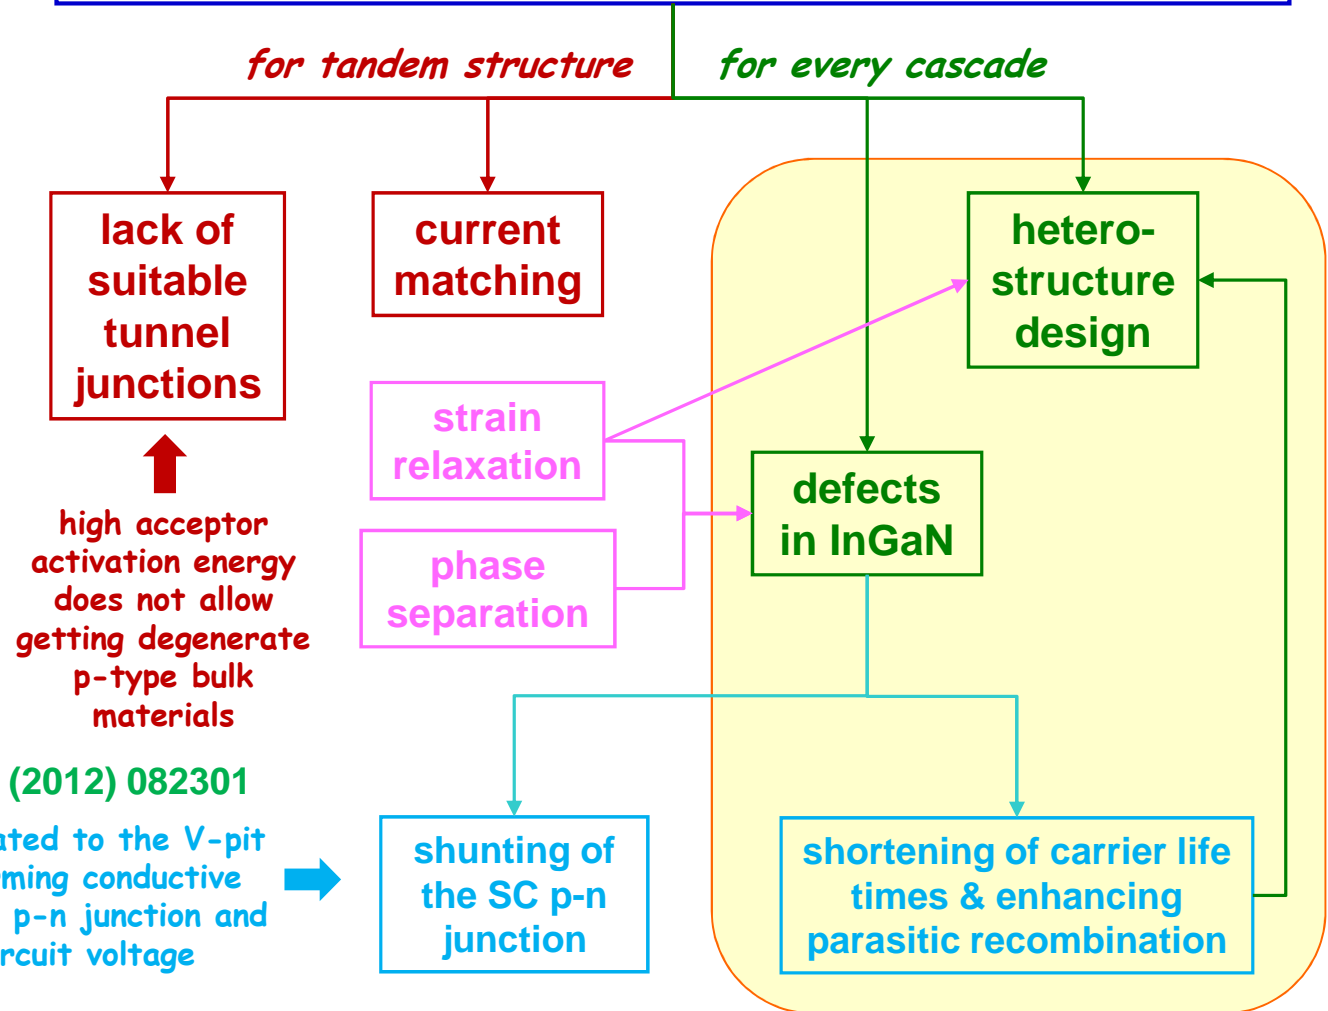 for tandem structure
for every cascade
lack of
suitable
tunnel
junctions
current
matching
hetero-
structure
design
strain
relaxation
phase
separation
defects
in InGaN
high acceptor
activation energy
does not allow
getting degenerate
p-type bulk
materials
(2012) 082301
to the V-pit
conductive
p-n junction and
voltage
shunting of
the SC p-n
junction
shortening of carrier life
times & enhancing
parasitic recombination